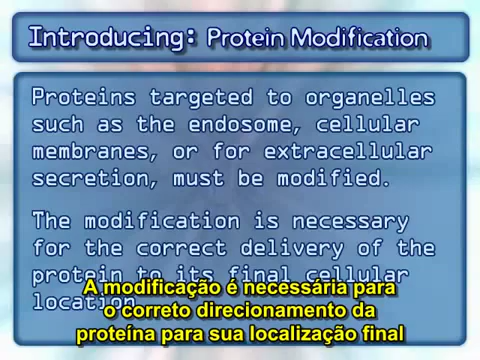 Introducing: Protein Modification
Proteins targeted to organelles
such as the endosome, cellular
membranes, or for extracellular
secretion, must be modified.
The modification is necessary
for the correct delivery of the
protein to its final cellular
location.
A modificação é necessária para
o correto direcionamento da
proteína para sua localização final